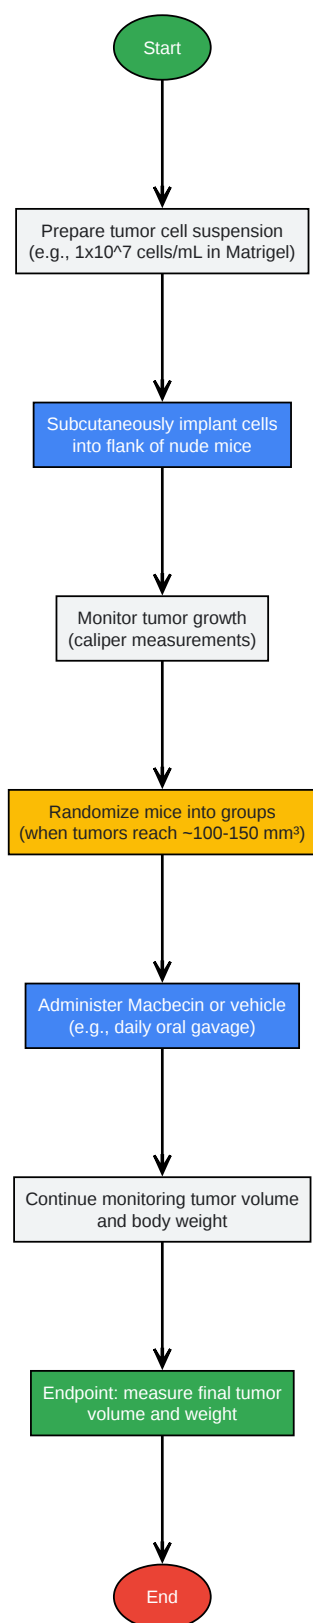 Start
Prepare tumor cell suspension
(e.g., 1x10^7 cells/mL in Matrigel)
Subcutaneously implant cells
into flank of nude mice
Monitor tumor growth
(caliper measurements)
Randomize mice into groups
(when tumors reach ~100-150 mm³)
Administer Macbecin or vehicle
(e.g., daily oral gavage)
Continue monitoring tumor volume
and body weight
Endpoint: measure final tumor
volume and weight
End